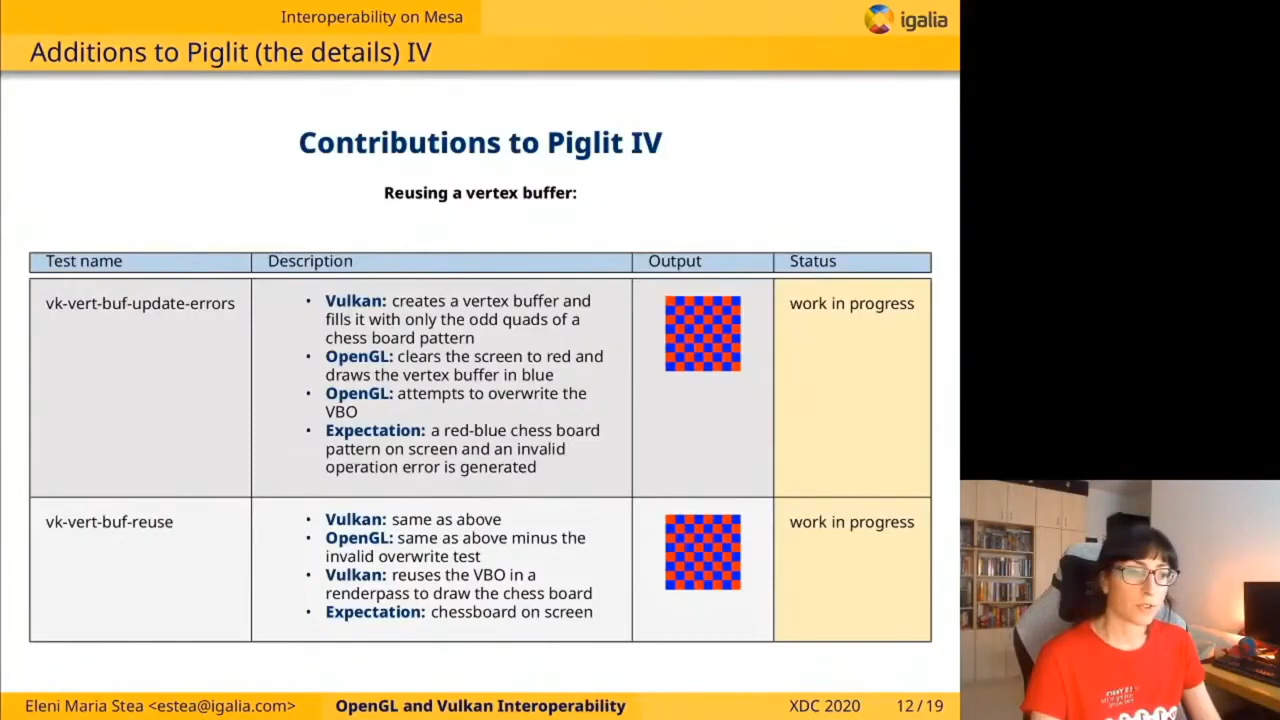 Interoperability on Mesa
igalia
Additions to Piglit (the details) IV
Contributions to Piglit IV
Reusing a vertex buffer:
Test name
Description
Output
Status
vk-vert-buf-update-errors
• Vulkan: creates a vertex buffer and
fills it with only the odd quads of a
chess board pattern
• OpenGL: clears the screen to red and
draws the vertex buffer in blue
• OpenGL: attempts to overwrite the
VBO
• Expectation: a red-blue chess board
pattern on screen and an invalid
operation error is generated
work in progress
vk-vert-buf-reuse
• Vulkan: same as above
• OpenGL: same as above minus the
invalid overwrite test
• Vulkan: reuses the VBO in a
renderpass to draw the chess board
• Expectation: chessboard on screen
work in progress
Eleni Maria Stea <estea@igalia.com>
OpenGL and Vulkan Interoperability
XDC 2020
12 / 19